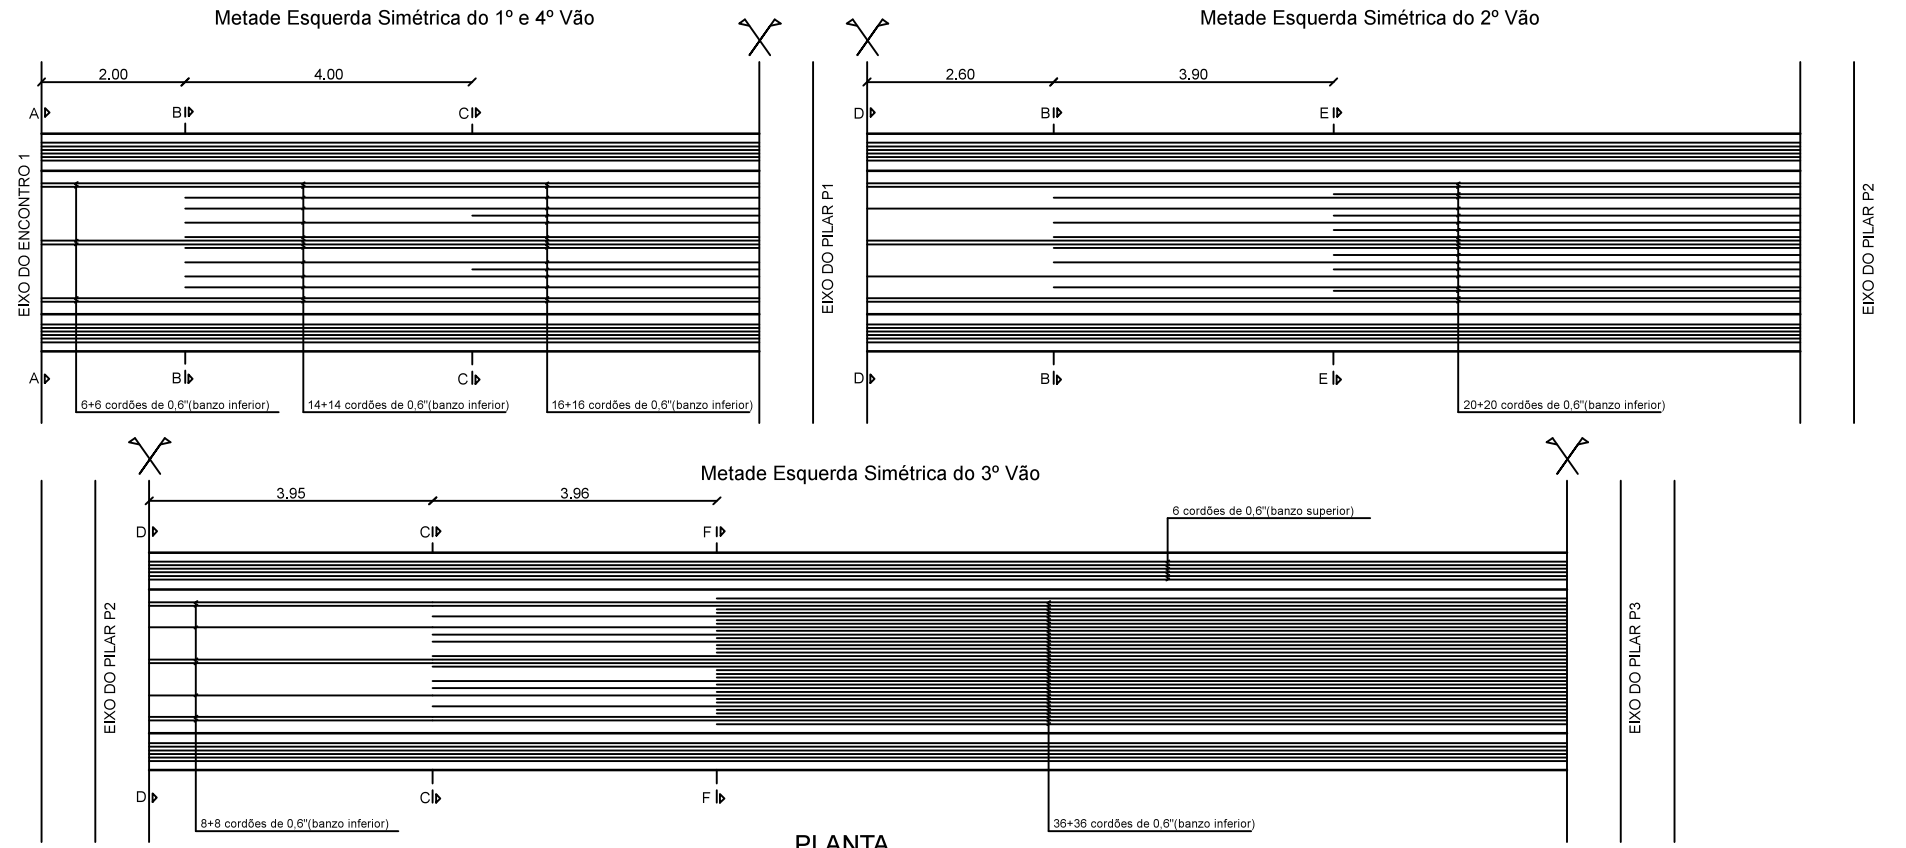 Metade Esquerda Simétrica do 1º e 4º Vão
Metade Esquerda Simétrica do 2º Vão
2.00
4.00
2.60
3.90
A
B
C
D
B
E
EIXO DO ENCONTRO 1
EIXO DO PILAR P1
EIXO DO PILAR P2
A
B
C
D
B
E
6+6 cordões de 0,6"(banzo inferior)
14+14 cordões de 0,6"(banzo inferior)
16+16 cordões de 0,6"(banzo inferior)
20+20 cordões de 0,6"(banzo inferior)
Metade Esquerda Simétrica do 3º Vão
3.95
3.96
6 cordões de 0,6"(banzo superior)
D
C
F
EIXO DO PILAR P2
EIXO DO PILAR P3
D
C
F
8+8 cordões de 0,6"(banzo inferior)
36+36 cordões de 0,6"(banzo inferior)
PLANTA